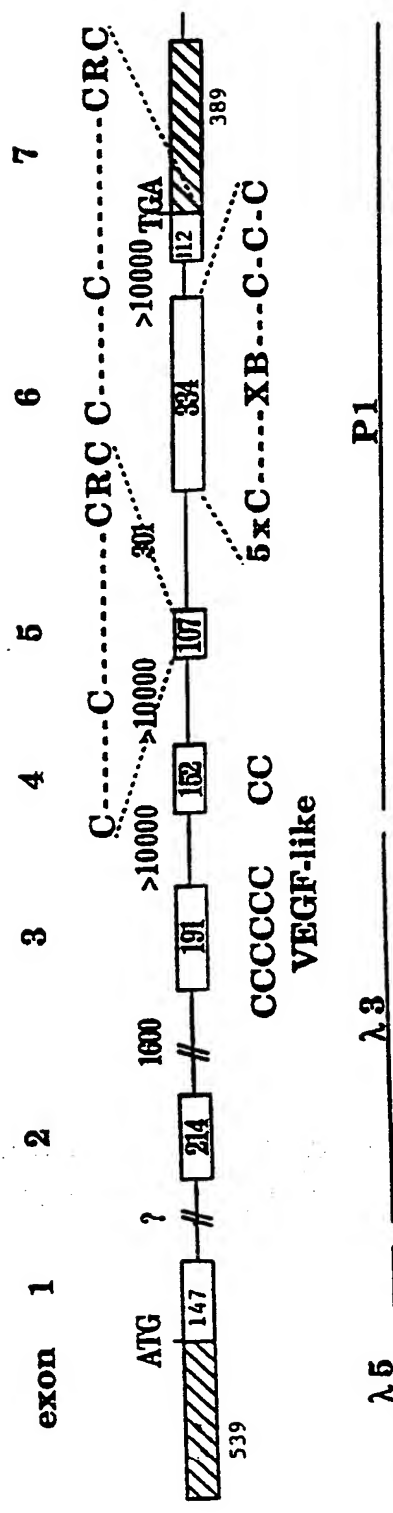 exon 1 2 3 4 5 6 7
C------C----------CRC C------C----------CRC
ATG ? 1600 >10000 >10000 301 >10000 TGA
147 214 191 152 107 334 112
539 389
CCCCCC CC 5xC-----XB---C-C-C
VEGF-like
λ5 λ3 P1